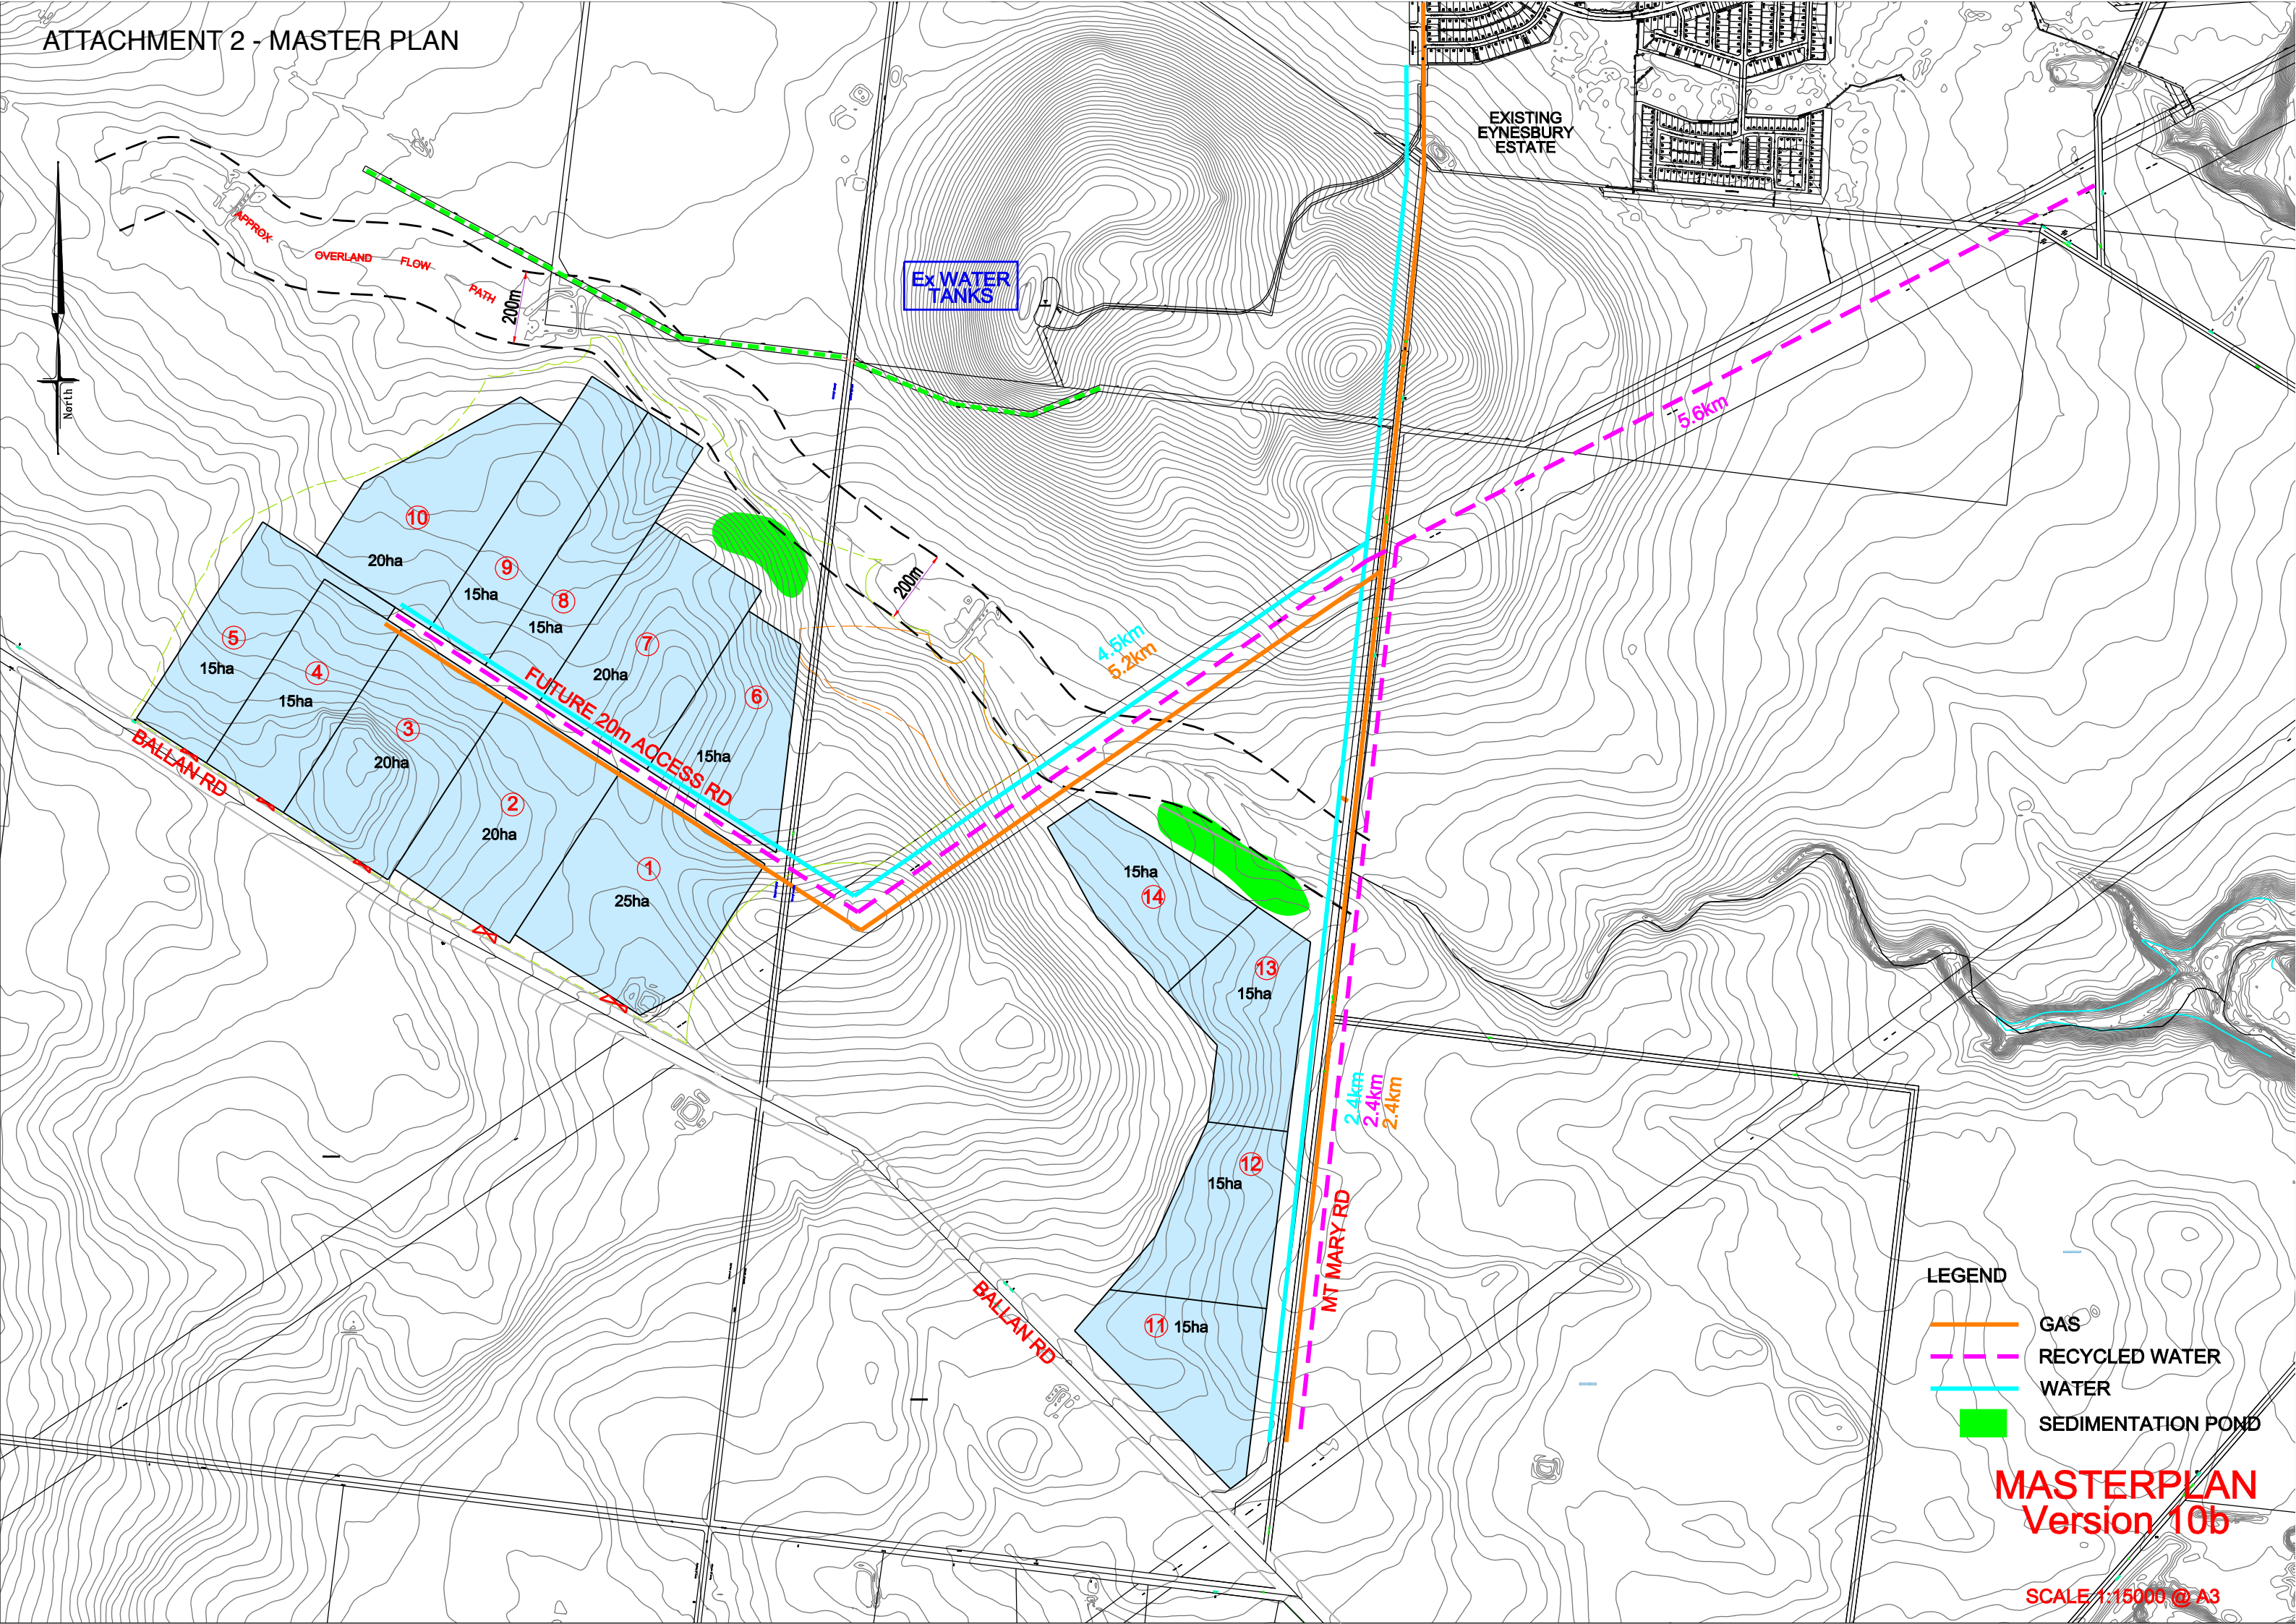 ATTACHMENT 2 - MASTER PLAN
EXISTING
EYNESBURY
ESTATE
APPROX
OVERLAND
FLOW
PATH
200m
Ex WATER
TANKS
North
5.6km
10
20ha
9
15ha
8
15ha
200m
5
15ha
4
15ha
7
20ha
6
15ha
4.5km
5.2km
FUTURE 20m ACCESS RD
3
20ha
BALLAN RD
2
20ha
1
25ha
15ha
14
13
15ha
2.4km
2.4km
2.4km
12
15ha
MT MARY RD
11
15ha
BALLAN RD
LEGEND
GAS
RECYCLED WATER
WATER
SEDIMENTATION POND
MASTERPLAN
Version 10b
SCALE 1:15000 @ A3